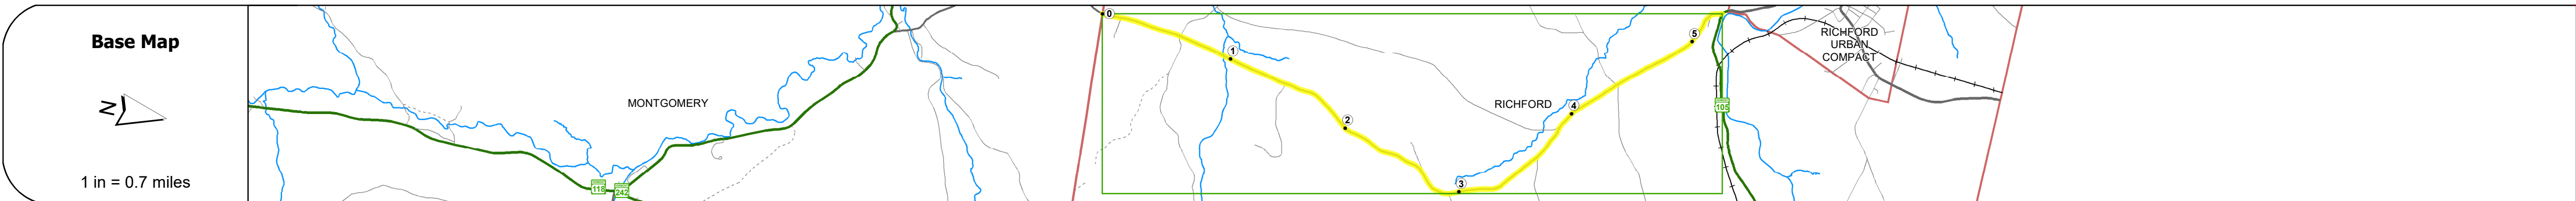 Base Map
N
1 in = 0.7 miles
MONTGOMERY
118
242
0
1
2
3
4
5
RICHFORD
105
RICHFORD
URBAN
COMPACT